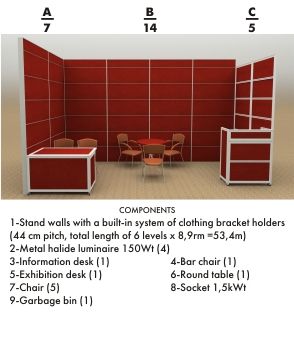 A B C
7 14 5
COMPONENTS
1-Stand walls with a built-in system of clothing bracket holders
(44 cm pitch, total length of 6 levels x 8,9rm =53,4m)
2-Metal halide luminaire 150Wt (4)
3-Information desk (1) 4-Bar chair (1)
5-Exhibition desk (1) 6-Round table (1)
7-Chair (5) 8-Socket 1,5kWt
9-Garbage bin (1)